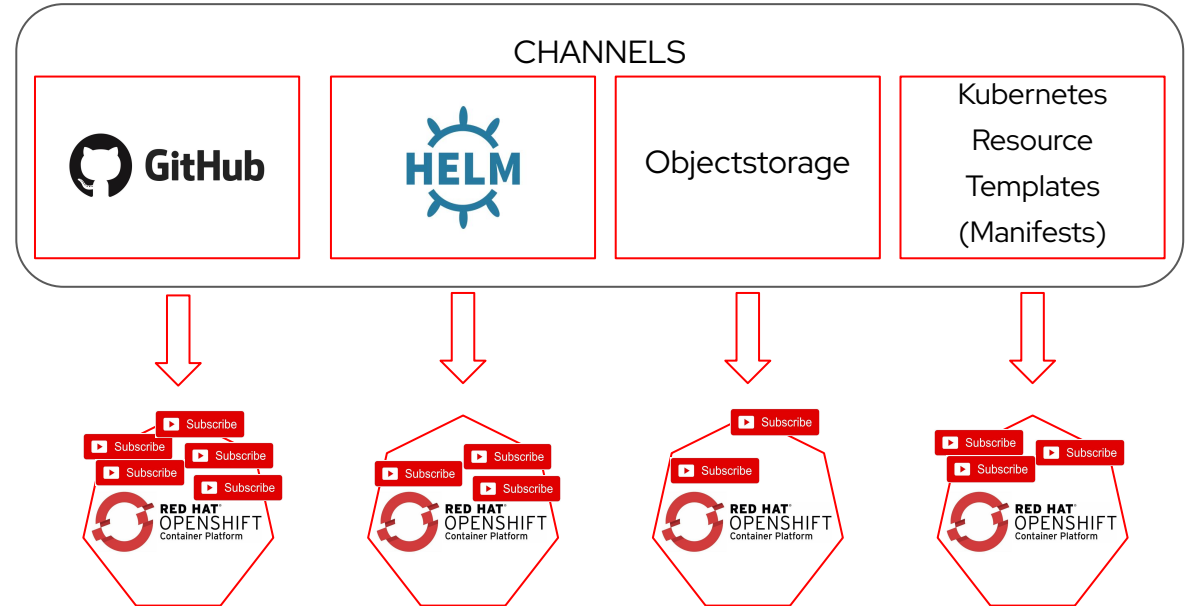 CHANNELS
GitHub
HELM
Objectstorage
Kubernetes
Resource
Templates
(Manifests)
Subscribe
Subscribe
Subscribe
Subscribe
Subscribe
RED HAT®
OPENSHIFT
Container Platform
Subscribe
Subscribe
Subscribe
RED HAT®
OPENSHIFT
Container Platform
Subscribe
Subscribe
RED HAT®
OPENSHIFT
Container Platform
Subscribe
Subscribe
Subscribe
RED HAT®
OPENSHIFT
Container Platform